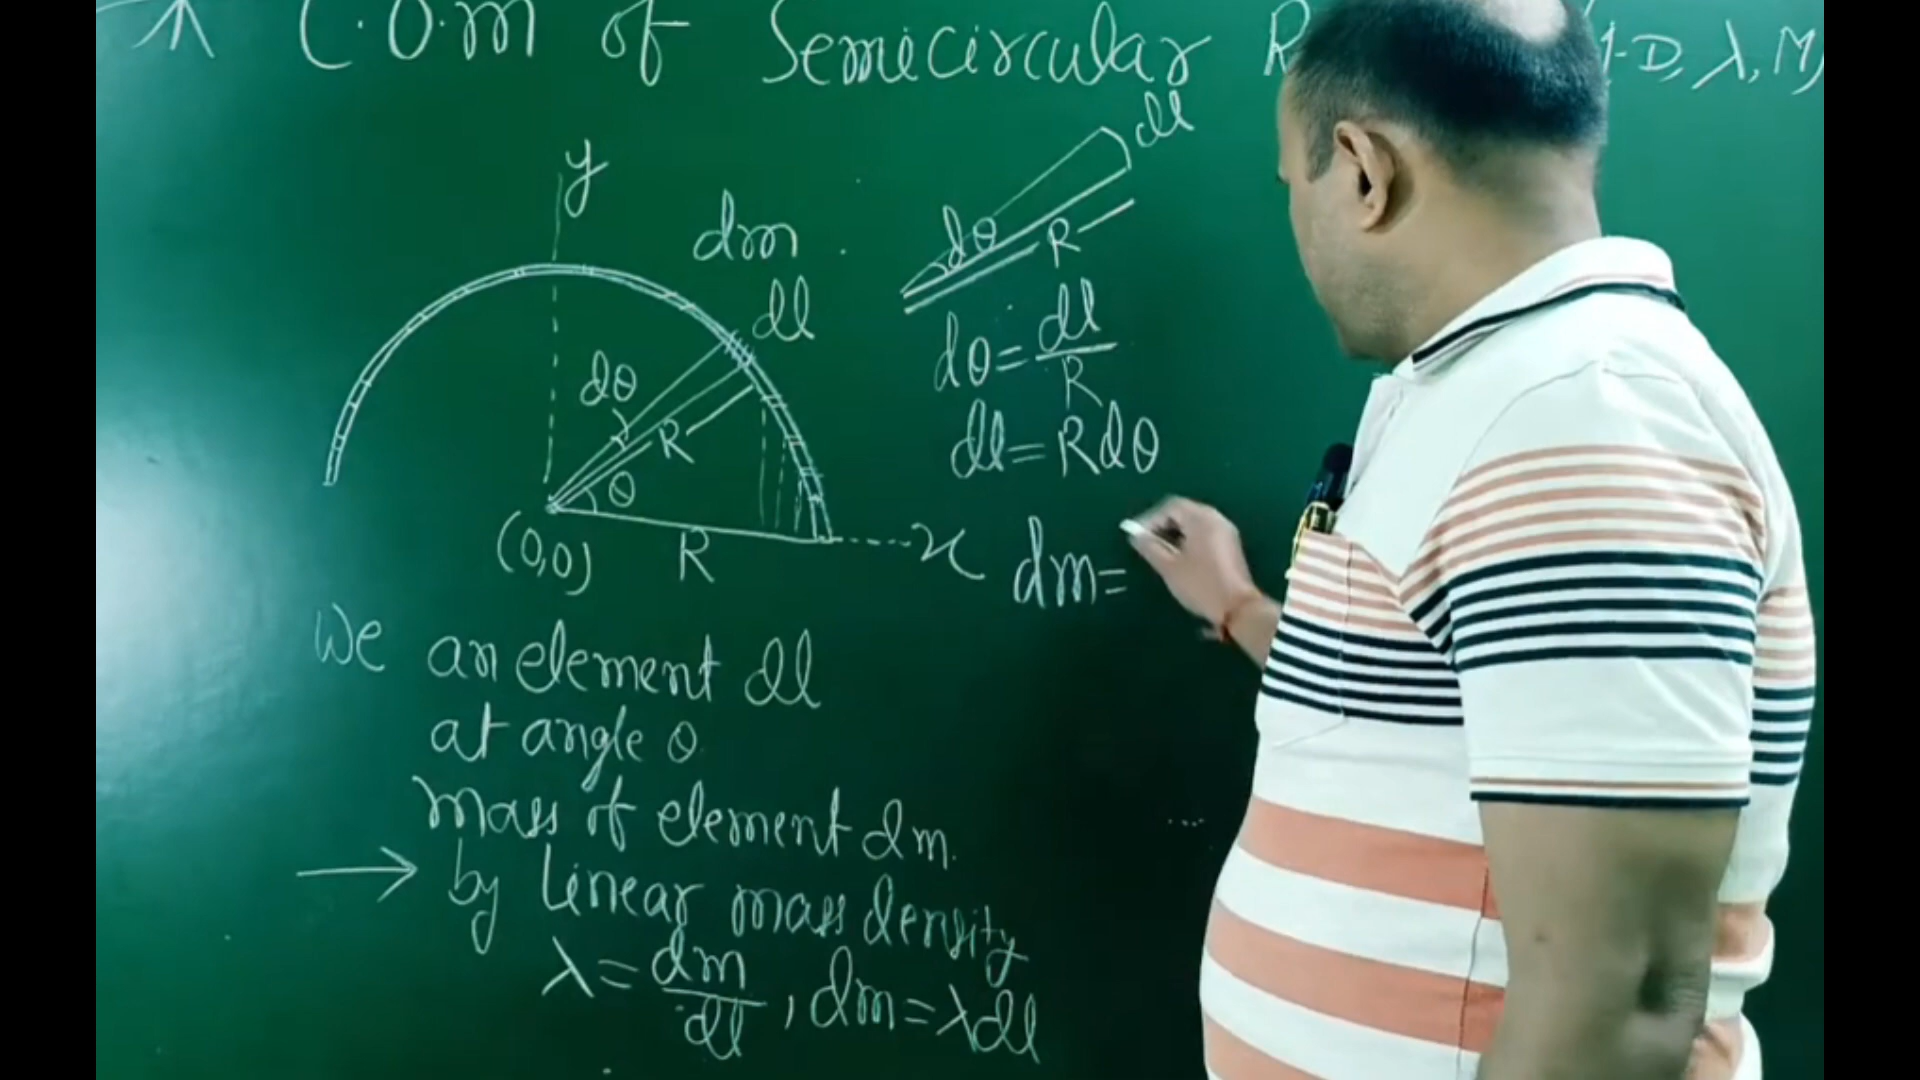 C.O.M of Semicircular R 1-D, λ, M)
y
dm
dl
dθ
R
θ
(0,0)
R
x
dl
dθ
R
dθ = dl/R
dl = Rdθ
dm =
We an element dl
at angle θ
mass of element dm.
by linear mass density
λ = dm/dl, dm = λdl